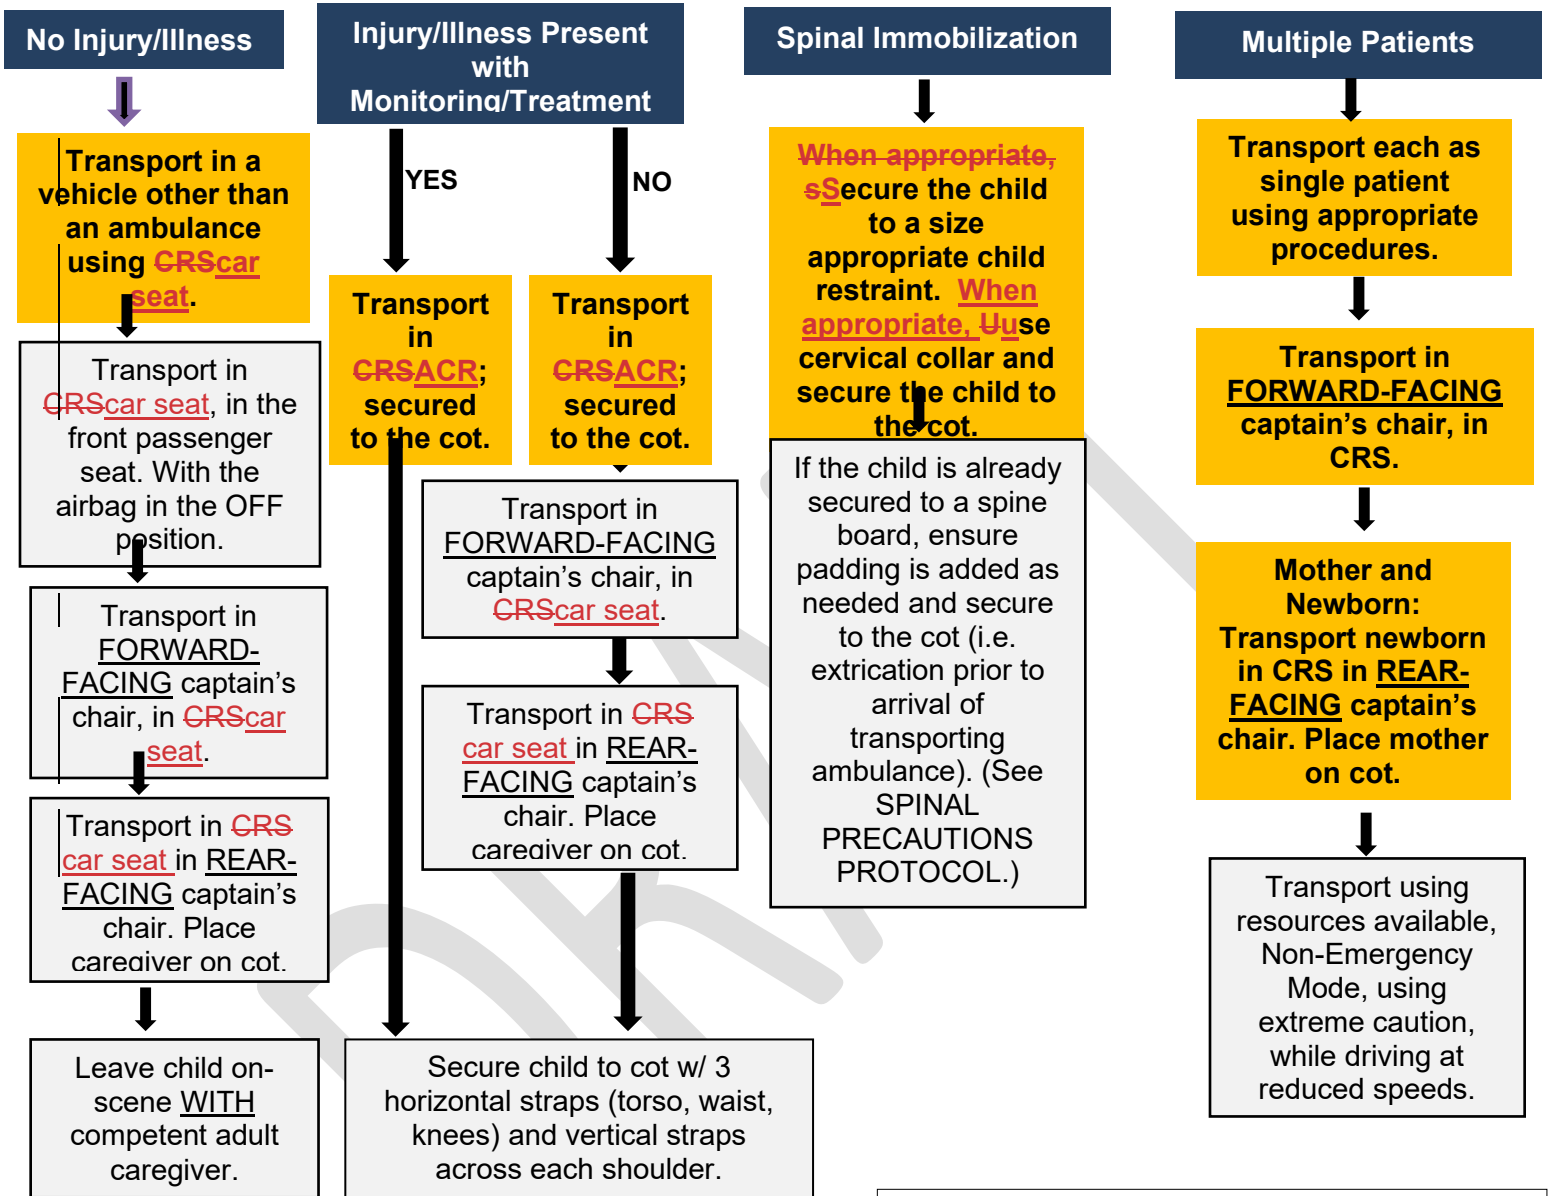 No Injury/Illness
Transport in a
vehicle other than
an ambulance
using CRScar
seat.
Transport in
CRScar seat, in the
front passenger
seat. With the
airbag in the OFF
position.
Transport in
FORWARD-
FACING captain’s
chair, in CRScar
seat.
Transport in CRS
car seat in REAR-
FACING captain’s
chair. Place
caregiver on cot.
Leave child on-
scene WITH
competent adult
caregiver.
Injury/Illness Present
with
Monitoring/Treatment
YES
NO
Transport
in
CRSACR;
secured
to the cot.
Transport
in
CRSACR;
secured
to the cot.
Transport in
FORWARD-FACING
captain’s chair, in
CRScar seat.
Transport in CRS
car seat in REAR-
FACING captain’s
chair. Place
caregiver on cot.
Secure child to cot w/ 3
horizontal straps (torso, waist,
knees) and vertical straps
across each shoulder.
Spinal Immobilization
When appropriate,
sSecure the child
to a size
appropriate child
restraint. When
appropriate, Uuse
cervical collar and
secure the child to
the cot.
If the child is already
secured to a spine
board, ensure
padding is added as
needed and secure
to the cot (i.e.
extrication prior to
arrival of
transporting
ambulance). (See
SPINAL
PRECAUTIONS
PROTOCOL.)
Multiple Patients
Transport each as
single patient
using appropriate
procedures.
Transport in
FORWARD-FACING
captain’s chair, in
CRS.
Mother and
Newborn:
Transport newborn
in CRS in REAR-
FACING captain’s
chair. Place mother
on cot.
Transport using
resources available,
Non-Emergency
Mode, using
extreme caution,
while driving at
reduced speeds.
DRAFT